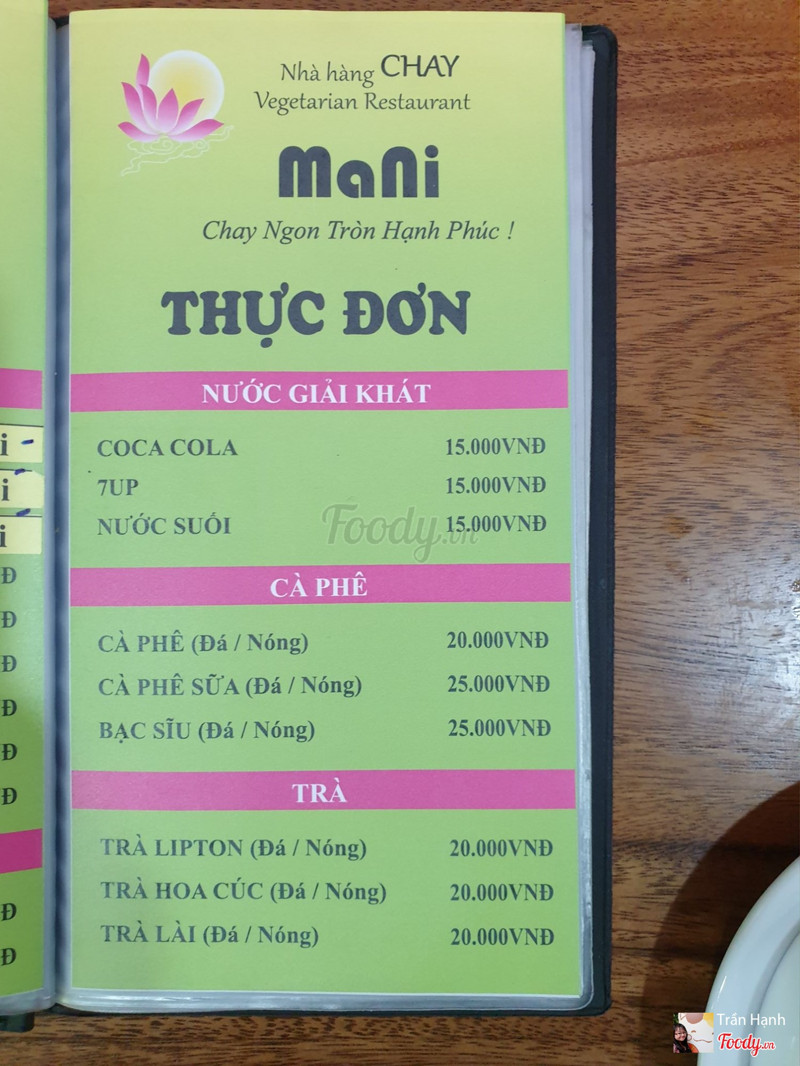 Nhà hàng CHAY
Vegetarian Restaurant
MaNi
Chay Ngon Tròn Hạnh Phúc !
THỰC ĐƠN
NƯỚC GIẢI KHÁT
COCA COLA 15.000VNĐ
7UP 15.000VNĐ
NƯỚC SUỐI 15.000VNĐ
Foody.vn
CÀ PHÊ
CÀ PHÊ (Đá / Nóng) 20.000VNĐ
CÀ PHÊ SỮA (Đá / Nóng) 25.000VNĐ
BẠC SĨU (Đá / Nóng) 25.000VNĐ
TRÀ
TRÀ LIPTON (Đá / Nóng) 20.000VNĐ
TRÀ HOA CÚC (Đá / Nóng) 20.000VNĐ
TRÀ LÀI (Đá / Nóng) 20.000VNĐ
Trần Hạnh
Foody.vn